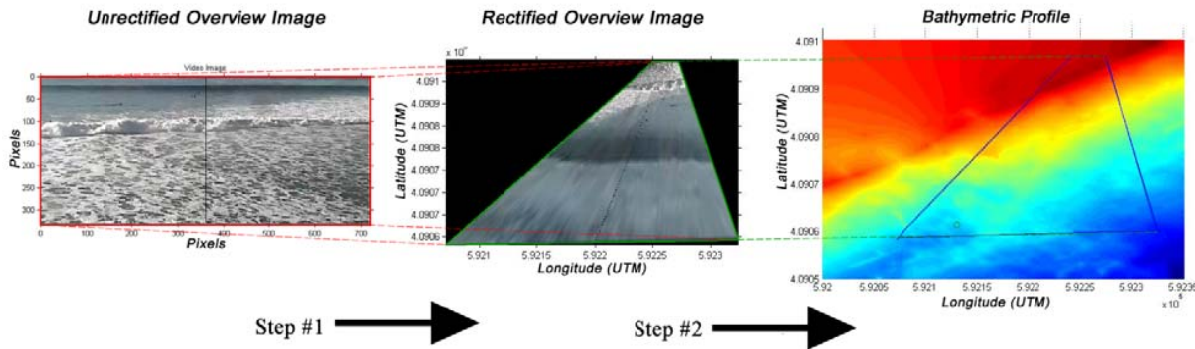 Unrectified Overview Image
Video Image
0
50
100
150
200
250
300
Pixels
0 100 200 300 400 500 600 700
Pixels
Rectified Overview Image
4.091
4.0909
4.0908
4.0908
4.0907
4.0907
4.0906
Latitude (UTM)
5.921 5.9215 5.922 5.9225 5.923
Longitude (UTM)
Bathymetric Profile
4.091
4.0909
4.0908
4.0907
4.0906
4.0905
Latitude (UTM)
5.92 5.9205 5.921 5.9215 5.922 5.9225 5.923 5.9235
Longitude (UTM)
Step #1
Step #2